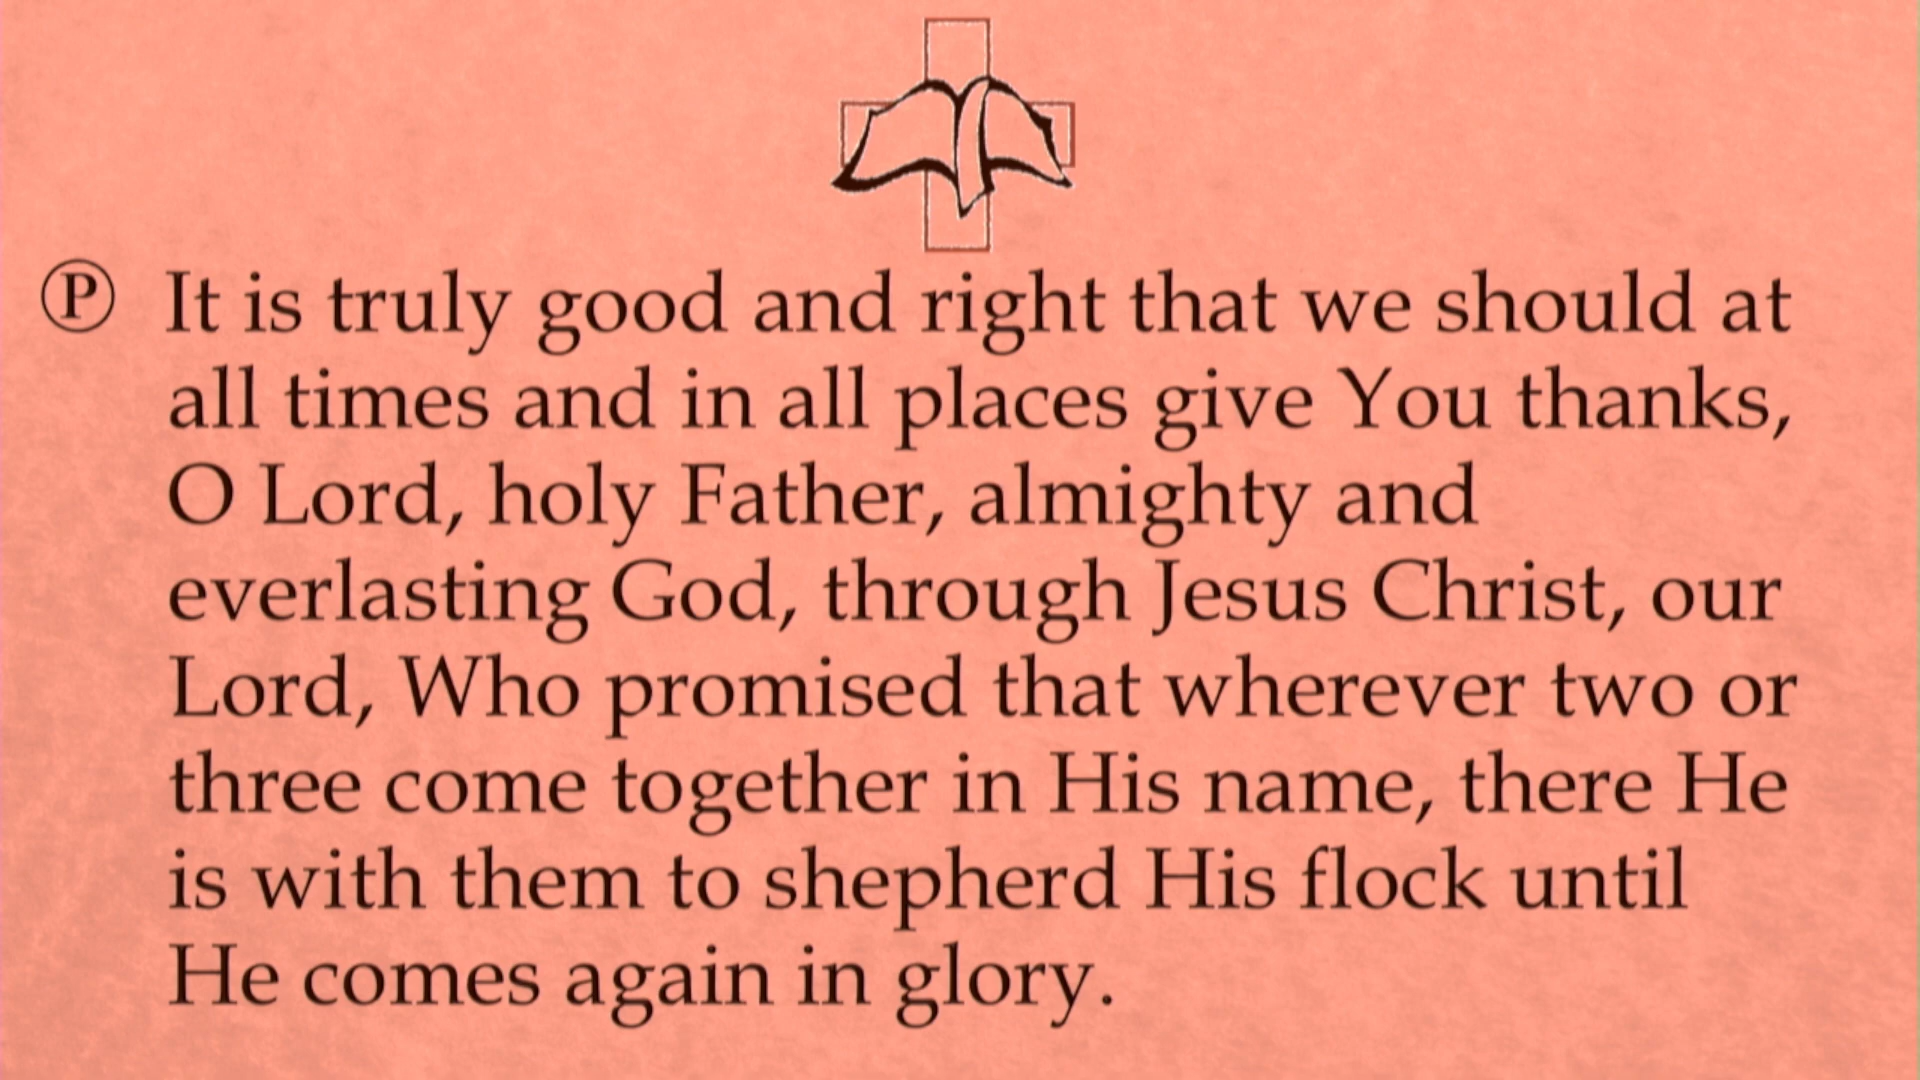 Ⓟ It is truly good and right that we should at
all times and in all places give You thanks,
O Lord, holy Father, almighty and
everlasting God, through Jesus Christ, our
Lord, Who promised that wherever two or
three come together in His name, there He
is with them to shepherd His flock until
He comes again in glory.